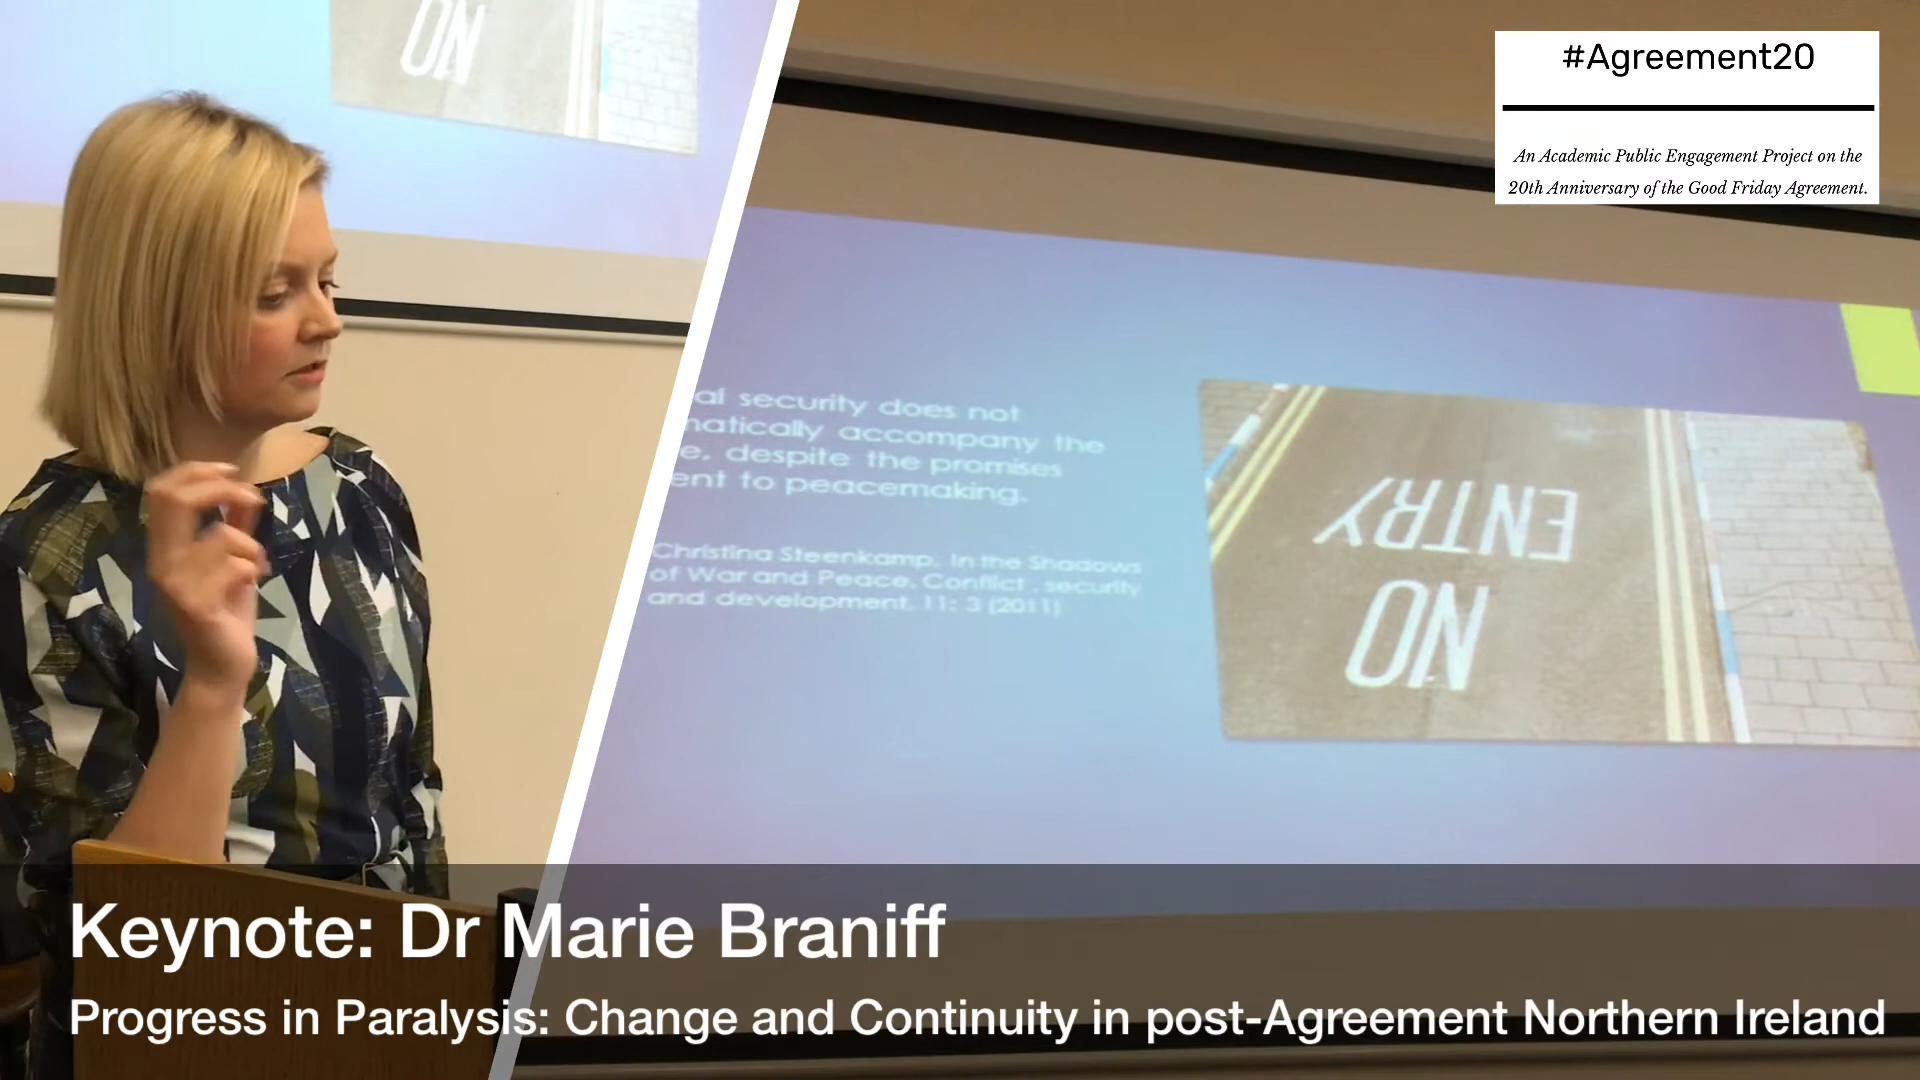 #Agreement20
An Academic Public Engagement Project on the
20th Anniversary of the Good Friday Agreement.
NO
al security does not
matically accompany the
e, despite the promises
ent to peacemaking.
Christina Steenkamp, In the Shadows
of War and Peace, Conflict , security
and development, 11: 3 (2011)
ENTRY
NO
Keynote: Dr Marie Braniff
Progress in Paralysis: Change and Continuity in post-Agreement Northern Ireland